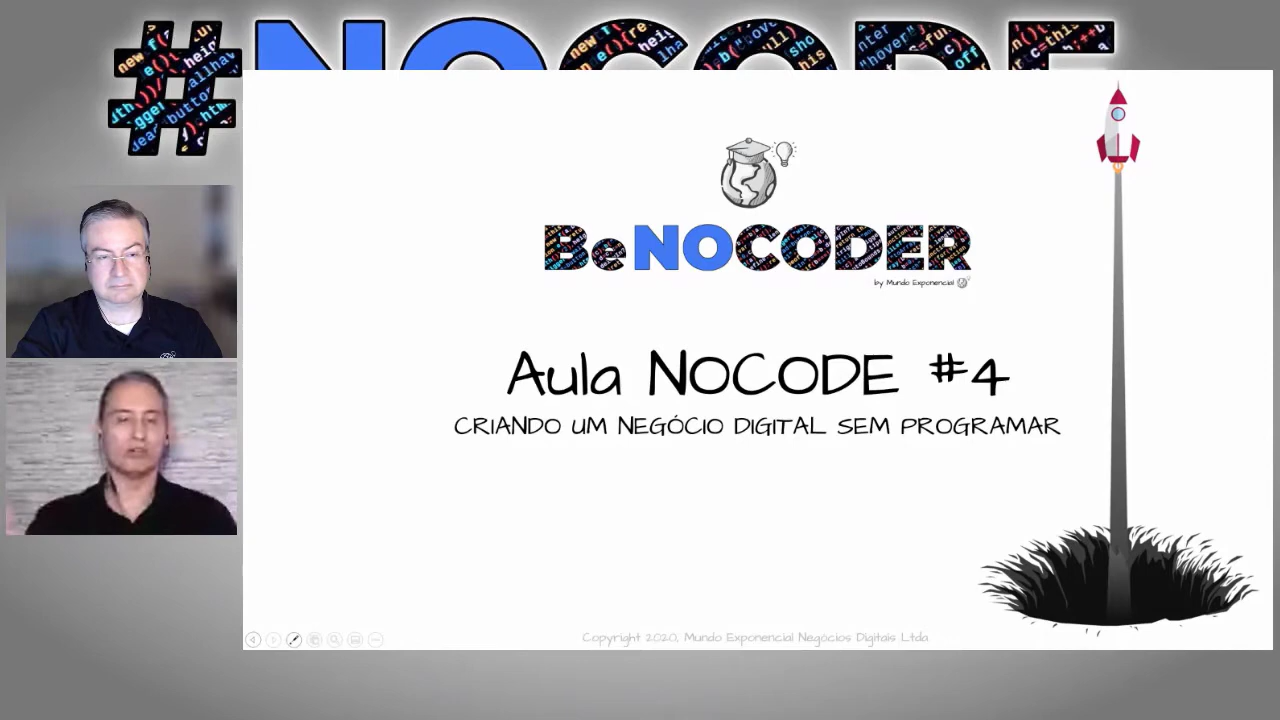 #NOCODE
BeNOCODER
by Mundo Exponencial
Aula NOCODE #4
CRIANDO UM NEGÓCIO DIGITAL SEM PROGRAMAR
Copyright 2020, Mundo Exponencial Negócios Digitais Ltda